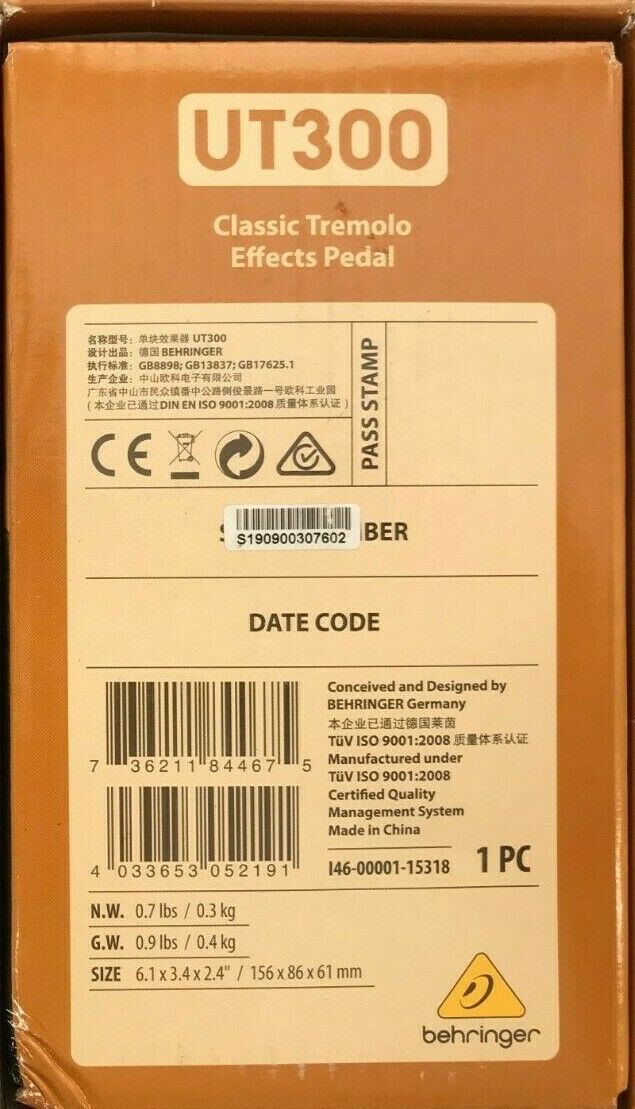 UT300
Classic Tremolo
Effects Pedal
名称型号：单块效果器 UT300
设计出品：德国 BEHRINGER
执行标准：GB8898; GB13837; GB17625.1
生产企业：中山欧科电子有限公司
广东省中山市民众镇番中公路侧俊景路一号欧科工业园
（本企业已通过DIN EN ISO 9001:2008 质量体系认证）
PASS STAMP
CE
S190900307602
DATE CODE
7 36211 84467 5
4 033653 052191
Conceived and Designed by
BEHRINGER Germany
本企业已通过德国莱茵
TüV ISO 9001:2008 质量体系认证
Manufactured under
TüV ISO 9001:2008
Certified Quality
Management System
Made in China
I46-00001-15318
1 PC
N.W. 0.7 lbs / 0.3 kg
G.W. 0.9 lbs / 0.4 kg
SIZE 6.1 x 3.4 x 2.4" / 156 x 86 x 61 mm
behringer